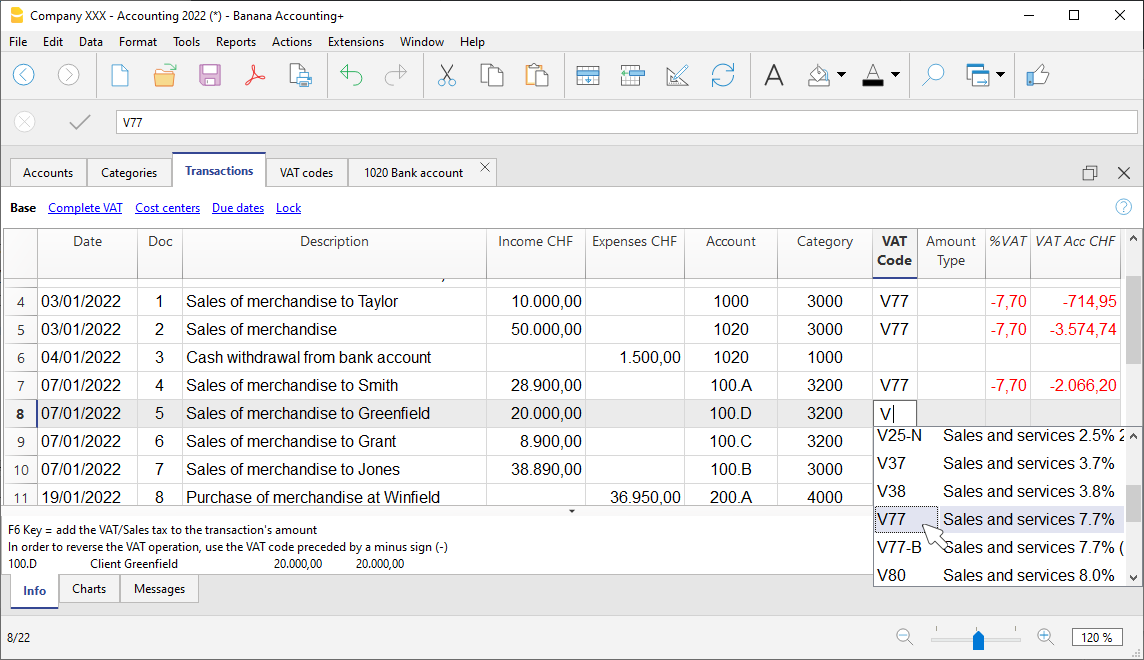 Company XXX - Accounting 2022 (*) - Banana Accounting+
File Edit Data Format Tools Reports Actions Extensions Window Help
V77
Accounts Categories Transactions VAT codes 1020 Bank account
Base Complete VAT Cost centers Due dates Lock
Date Doc Description Income CHF Expenses CHF Account Category VAT Code Amount Type %VAT VAT Acc CHF
4 03/01/2022 1 Sales of merchandise to Taylor 10.000,00 1000 3000 V77 -7,70 -714,95
5 03/01/2022 2 Sales of merchandise 50.000,00 1020 3000 V77 -7,70 -3.574,74
6 04/01/2022 3 Cash withdrawal from bank account 1.500,00 1020 1000
7 07/01/2022 4 Sales of merchandise to Smith 28.900,00 100.A 3200 V77 -7,70 -2.066,20
8 07/01/2022 5 Sales of merchandise to Greenfield 20.000,00 100.D 3200 V
9 07/01/2022 6 Sales of merchandise to Grant 8.900,00 100.C 3200
10 07/01/2022 7 Sales of merchandise to Jones 38.890,00 100.B 3000
11 19/01/2022 8 Purchase of merchandise at Winfield 36.950,00 200.A 4000
V25-N Sales and services 2.5% 2
V37 Sales and services 3.7%
V38 Sales and services 3.8%
V77 Sales and services 7.7%
V77-B Sales and services 7.7% (
V80 Sales and services 8.0%
F6 Key = add the VAT/Sales tax to the transaction's amount
In order to reverse the VAT operation, use the VAT code preceded by a minus sign (-)
100.D Client Greenfield 20.000,00 20.000,00
Info Charts Messages
8/22 120 %